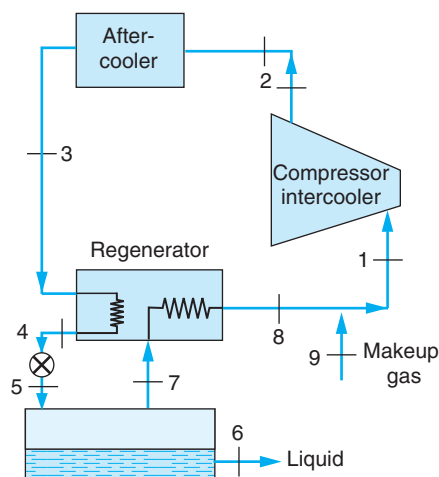 After-
cooler
2
3
Compressor
intercooler
1
Regenerator
4
8
9
Makeup
gas
5
7
6
Liquid